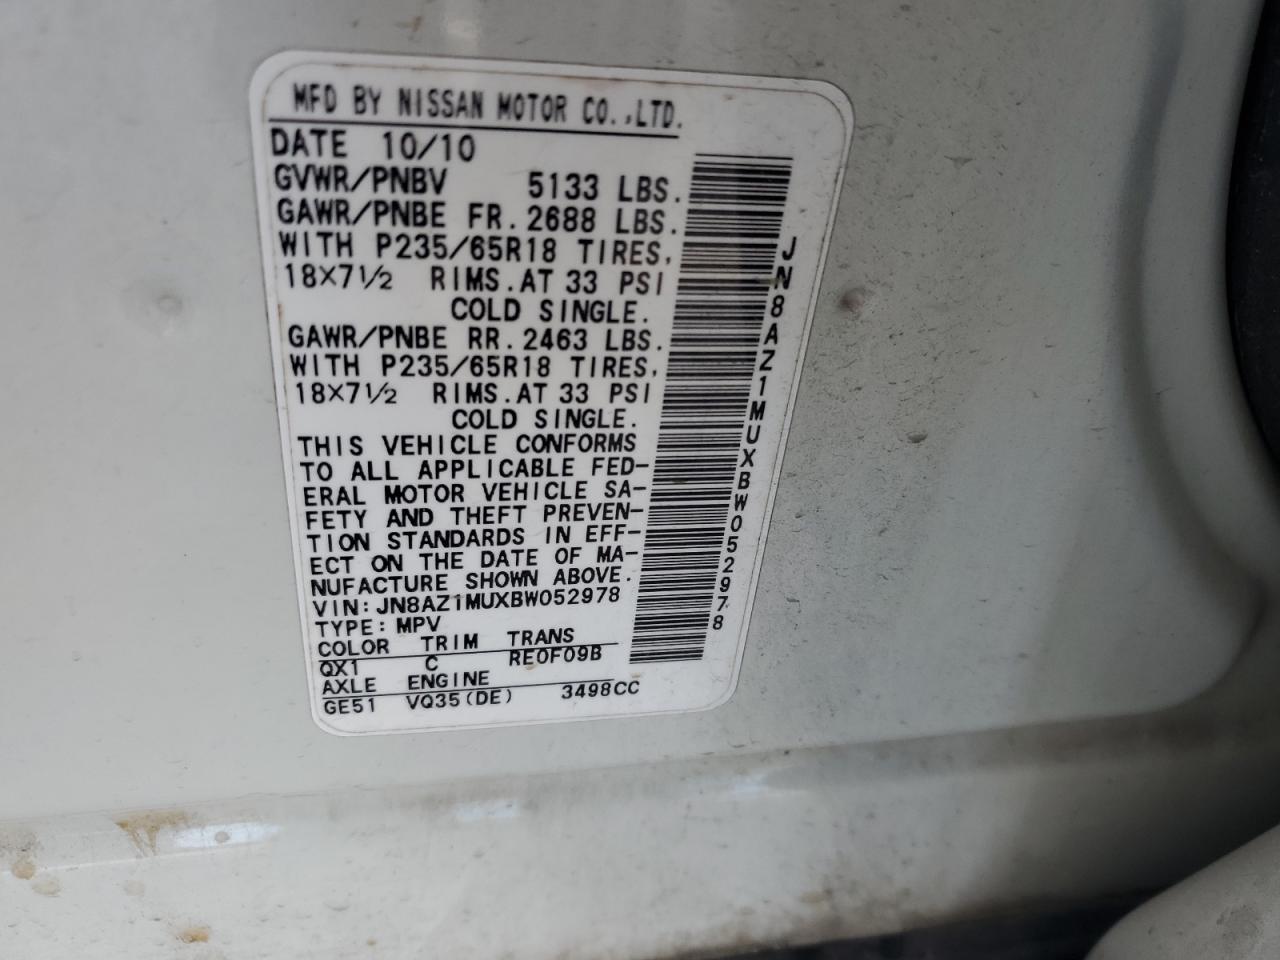 MFD BY NISSAN MOTOR CO.,LTD.
DATE 10/10
GVWR/PNBV 5133 LBS.
GAWR/PNBE FR.2688 LBS.
WITH P235/65R18 TIRES,
18×7½ RIMS.AT 33 PSI
COLD SINGLE.
GAWR/PNBE RR.2463 LBS.
WITH P235/65R18 TIRES,
18×7½ RIMS.AT 33 PSI
COLD SINGLE.
THIS VEHICLE CONFORMS
TO ALL APPLICABLE FED-
ERAL MOTOR VEHICLE SA-
FETY AND THEFT PREVEN-
TION STANDARDS IN EFF-
ECT ON THE DATE OF MA-
NUFACTURE SHOWN ABOVE.
VIN:JN8AZ1MUXBW052978
TYPE:MPV
COLOR TRIM TRANS
QX1 C RE0F09B
AXLE ENGINE
GE51 VQ35(DE) 3498CC
JN8AZ1MUXBW052978